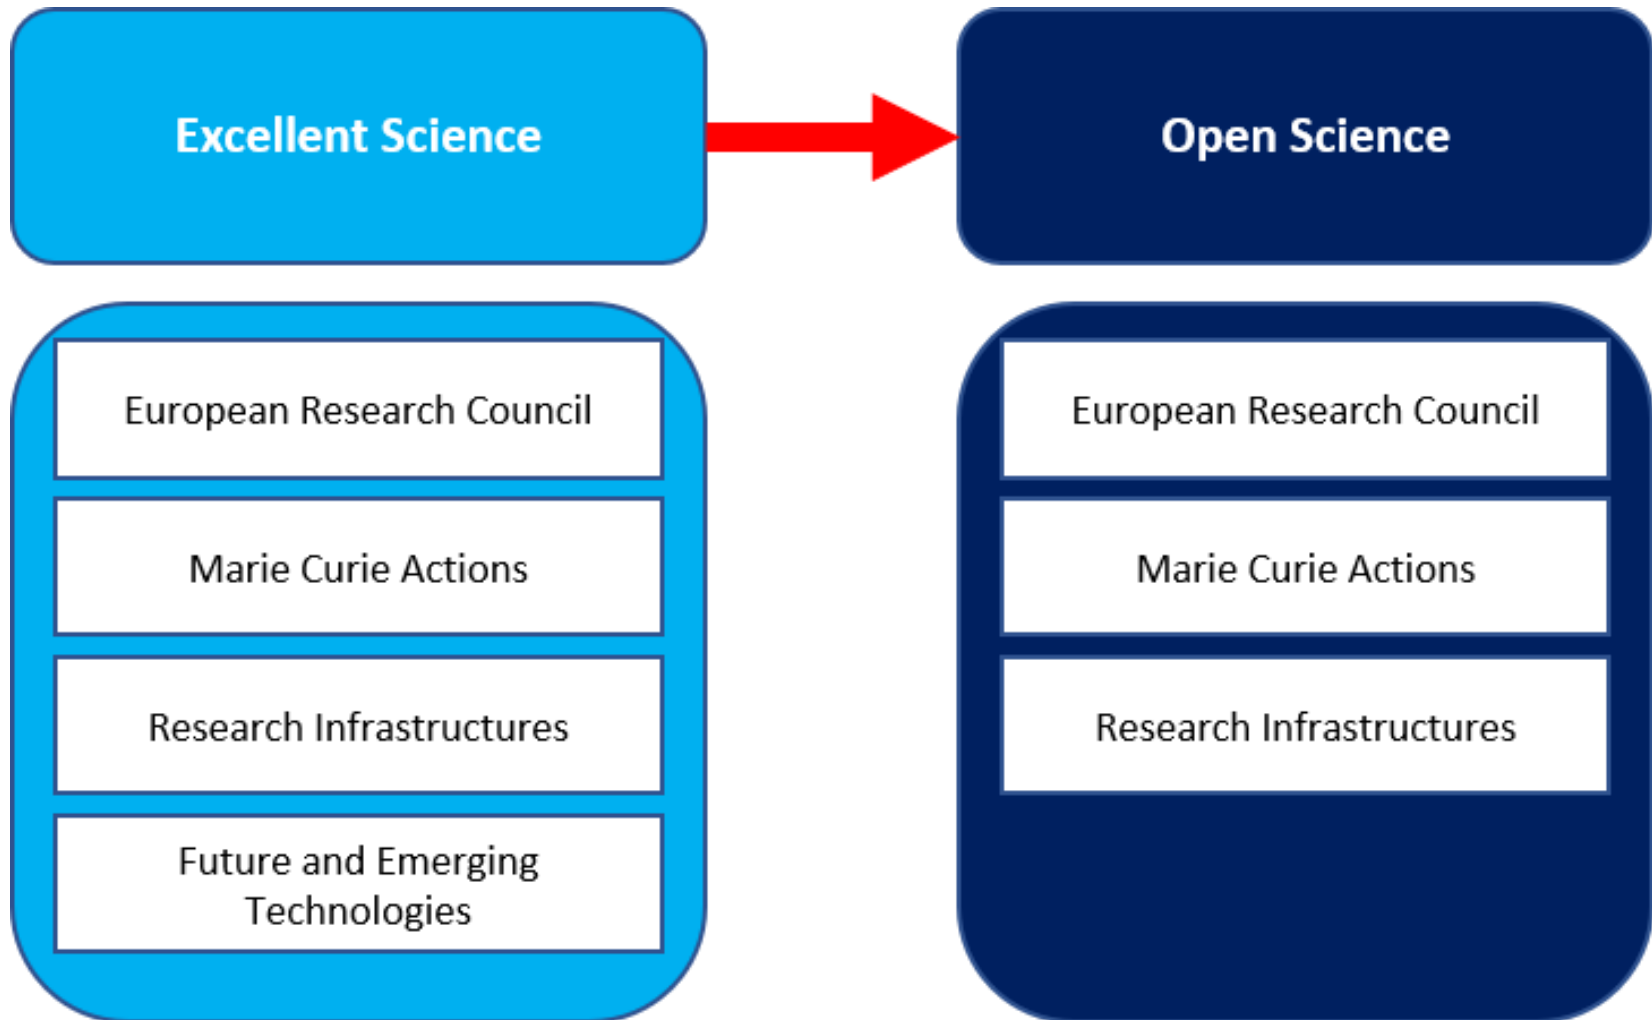 Excellent Science
Open Science
European Research Council
Marie Curie Actions
Research Infrastructures
Future and Emerging
Technologies
European Research Council
Marie Curie Actions
Research Infrastructures